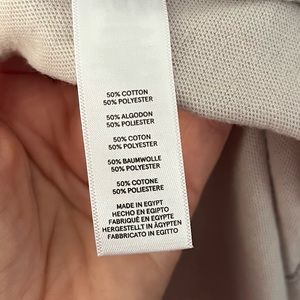 50% COTTON
50% POLYESTER
50% ALGODON
50% POLIESTER
50% COTON
50% POLYESTER
50% BAUMWOLLE
50% POLYESTER
50% COTONE
50% POLIESTERE
MADE IN EGYPT
HECHO EN EGIPTO
FABRIQUÉ EN EGYPTE
HERGESTELLT IN ÄGYPTEN
FABBRICATO IN EGITTO